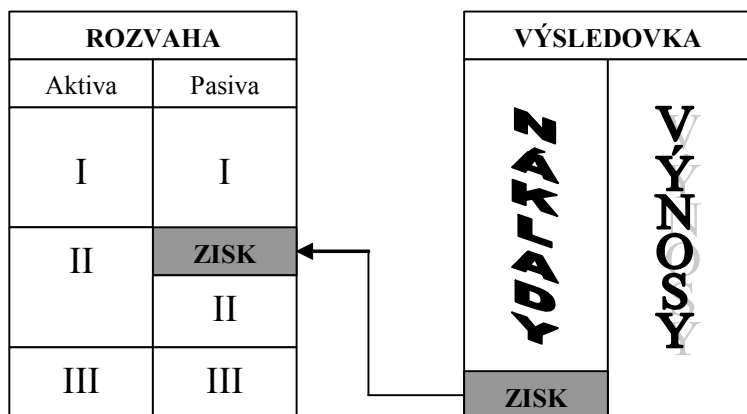 ROZVAHA
Aktiva Pasiva
I I
II ZISK
II
III III
VÝSLEDOVKA
NÁKLADY
VÝNOSY
ZISK